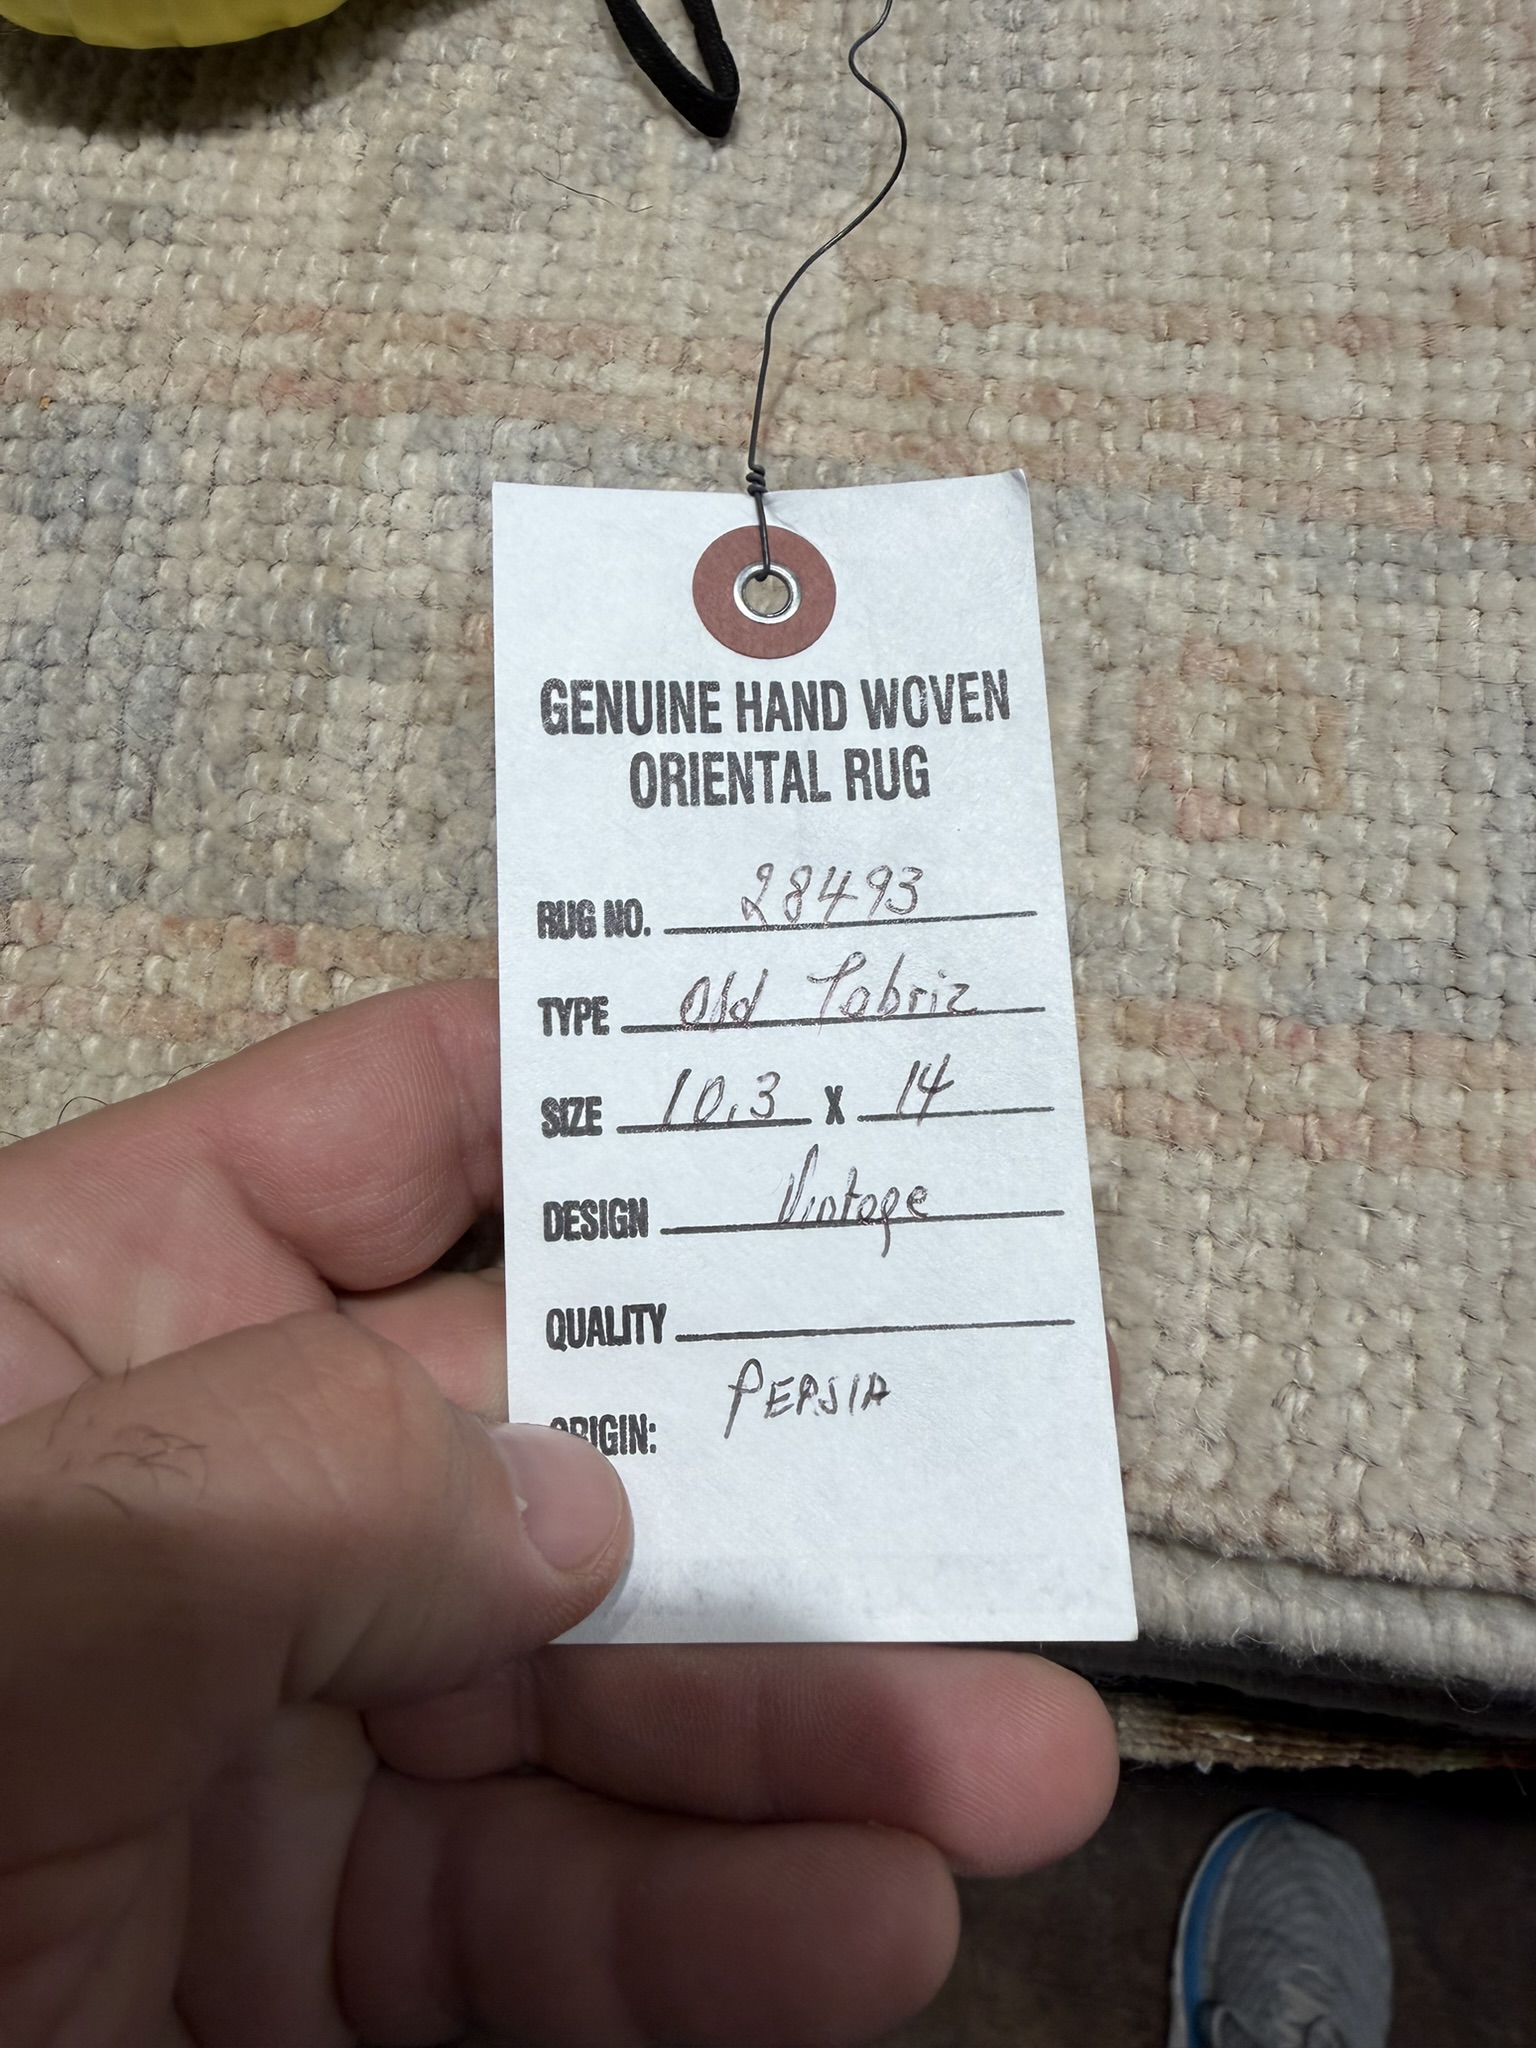 GENUINE HAND WOVEN
ORIENTAL RUG
RUG NO. 28493
TYPE Old Tabriz
SIZE 10.3 X 14
DESIGN Vintage
QUALITY
PERSIA
ORIGIN: